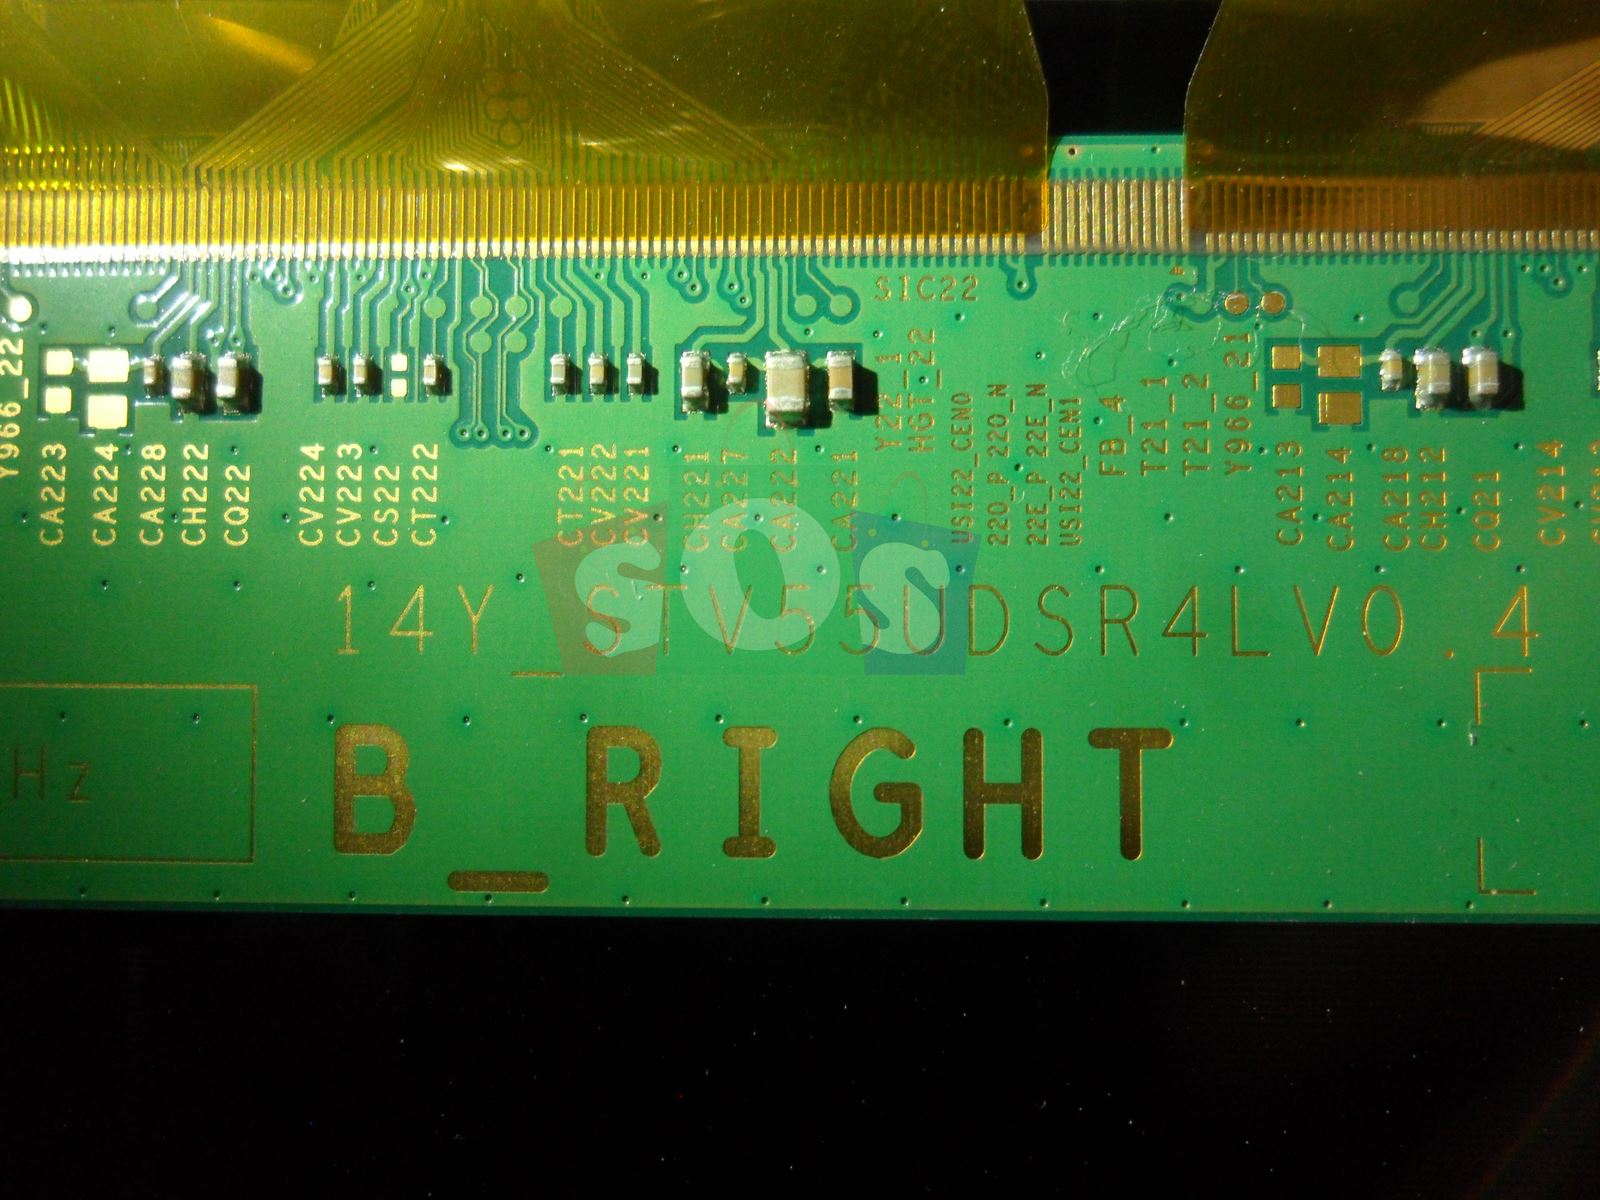 SIC22
Y966_22
CA223
CA224
CA228
CH222
CQ22
CV224
CV223
CS22
CT222
CT221
CV222
CV221
CH221
CA227
CA222
CA221
Y22_1
HGT_22
USI22_CEN0
220_P 220_N
22E_P 22E_N
USI22_CEN1
FB_4
T21_1
T21_2
Y966_21
CA213
CA214
CA218
CH212
CQ21
CV214
sos
14Y_STV55UDSR4LV0.4
Hz
B_RIGHT